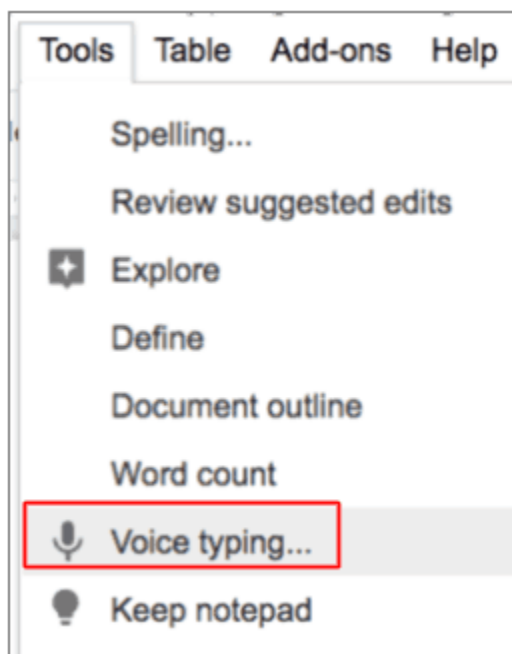 Tools Table Add-ons Help
Spelling...
Review suggested edits
Explore
Define
Document outline
Word count
Voice typing...
Keep notepad